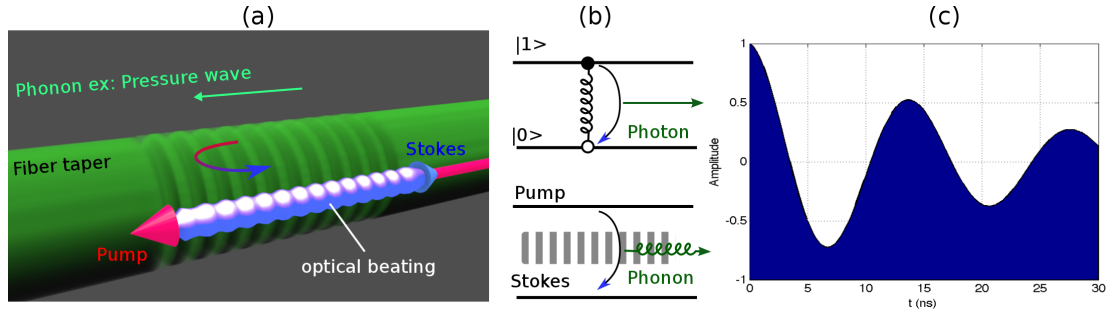 (a)
Phonon ex: Pressure wave
Fiber taper
Stokes
Pump
optical beating
(b)
|1>
|0>
Photon
Pump
Stokes
Phonon
(c)
Amplitude
1
0.5
0
-0.5
-1
0 5 10 15 20 25 30
t (ns)